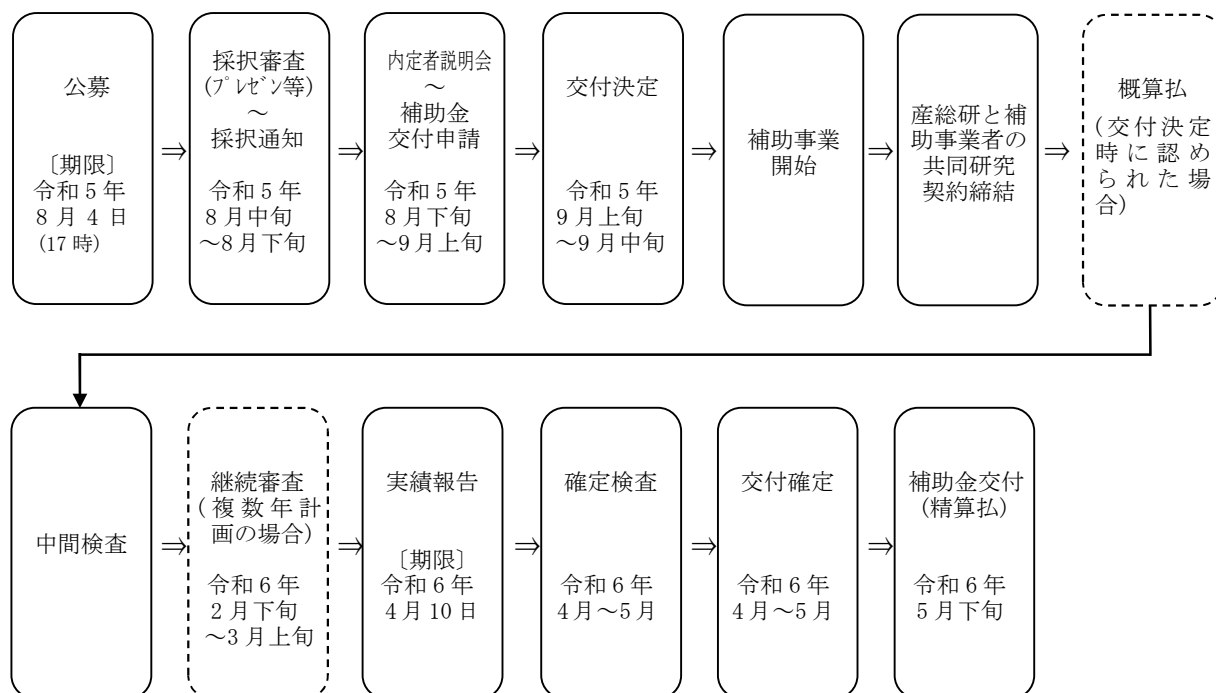 公募
〔期限〕
令和5年
8月4日
(17時)
⇒
採択審査
(プレゼン等)
～
採択通知
令和5年
8月中旬
～8月下旬
⇒
内定者説明会
～
補助金
交付申請
令和5年
8月下旬
～9月上旬
⇒
交付決定
令和5年
9月上旬
～9月中旬
⇒
補助事業
開始
⇒
産総研と補
助事業者の
共同研究
契約締結
⇒
概算払
(交付決定
時に認め
られた場
合)
中間検査
⇒
継続審査
(複数年計
画の場合)
令和6年
2月下旬
～3月上旬
⇒
実績報告
〔期限〕
令和6年
4月10日
⇒
確定検査
令和6年
4月～5月
⇒
交付確定
令和6年
4月～5月
⇒
補助金交付
(精算払)
令和6年
5月下旬